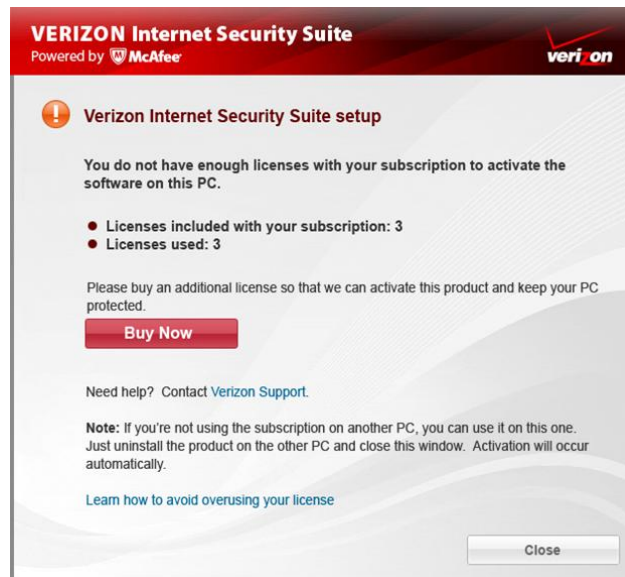 VERIZON Internet Security Suite
Powered by McAfee
verizon
Verizon Internet Security Suite setup
You do not have enough licenses with your subscription to activate the
software on this PC.
Licenses included with your subscription: 3
Licenses used: 3
Please buy an additional license so that we can activate this product and keep your PC
protected.
Buy Now
Need help? Contact Verizon Support.
Note: If you're not using the subscription on another PC, you can use it on this one.
Just uninstall the product on the other PC and close this window. Activation will occur
automatically.
Learn how to avoid overusing your license
Close